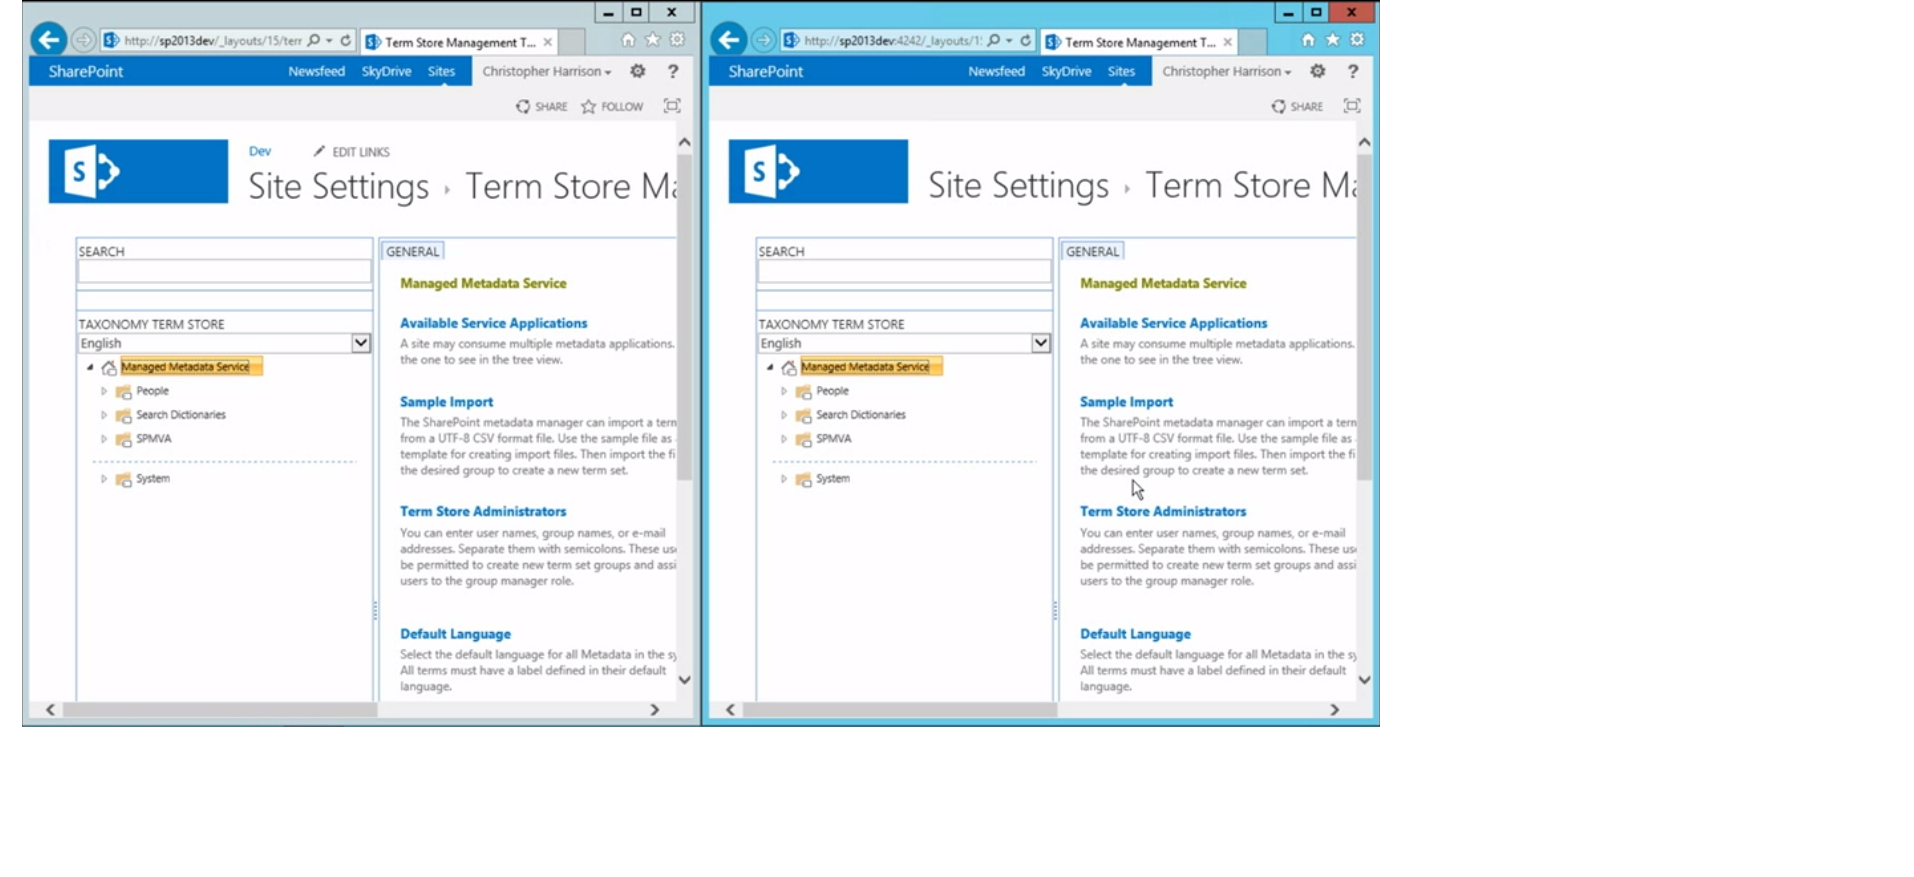 http://sp2013dev/_layouts/15/terr
Term Store Management T...
SharePoint
Newsfeed SkyDrive Sites Christopher Harrison ?
SHARE FOLLOW
S
Dev EDIT LINKS
Site Settings › Term Store Ma
SEARCH
TAXONOMY TERM STORE
English
Managed Metadata Service
People
Search Dictionaries
SPMVA
System
GENERAL
Managed Metadata Service
Available Service Applications
A site may consume multiple metadata applications.
the one to see in the tree view.
Sample Import
The SharePoint metadata manager can import a term
from a UTF-8 CSV format file. Use the sample file as
template for creating import files. Then import the fi
the desired group to create a new term set.
Term Store Administrators
You can enter user names, group names, or e-mail
addresses. Separate them with semicolons. These us
be permitted to create new term set groups and assi
users to the group manager role.
Default Language
Select the default language for all Metadata in the sy
All terms must have a label defined in their default
language.
http://sp2013dev:4242/_layouts/1
Term Store Management T...
SharePoint
Newsfeed SkyDrive Sites Christopher Harrison ?
SHARE
S
Site Settings › Term Store Ma
SEARCH
TAXONOMY TERM STORE
English
Managed Metadata Service
People
Search Dictionaries
SPMVA
System
GENERAL
Managed Metadata Service
Available Service Applications
A site may consume multiple metadata applications.
the one to see in the tree view.
Sample Import
The SharePoint metadata manager can import a term
from a UTF-8 CSV format file. Use the sample file as
template for creating import files. Then import the fi
the desired group to create a new term set.
Term Store Administrators
You can enter user names, group names, or e-mail
addresses. Separate them with semicolons. These us
be permitted to create new term set groups and assi
users to the group manager role.
Default Language
Select the default language for all Metadata in the sy
All terms must have a label defined in their default
language.